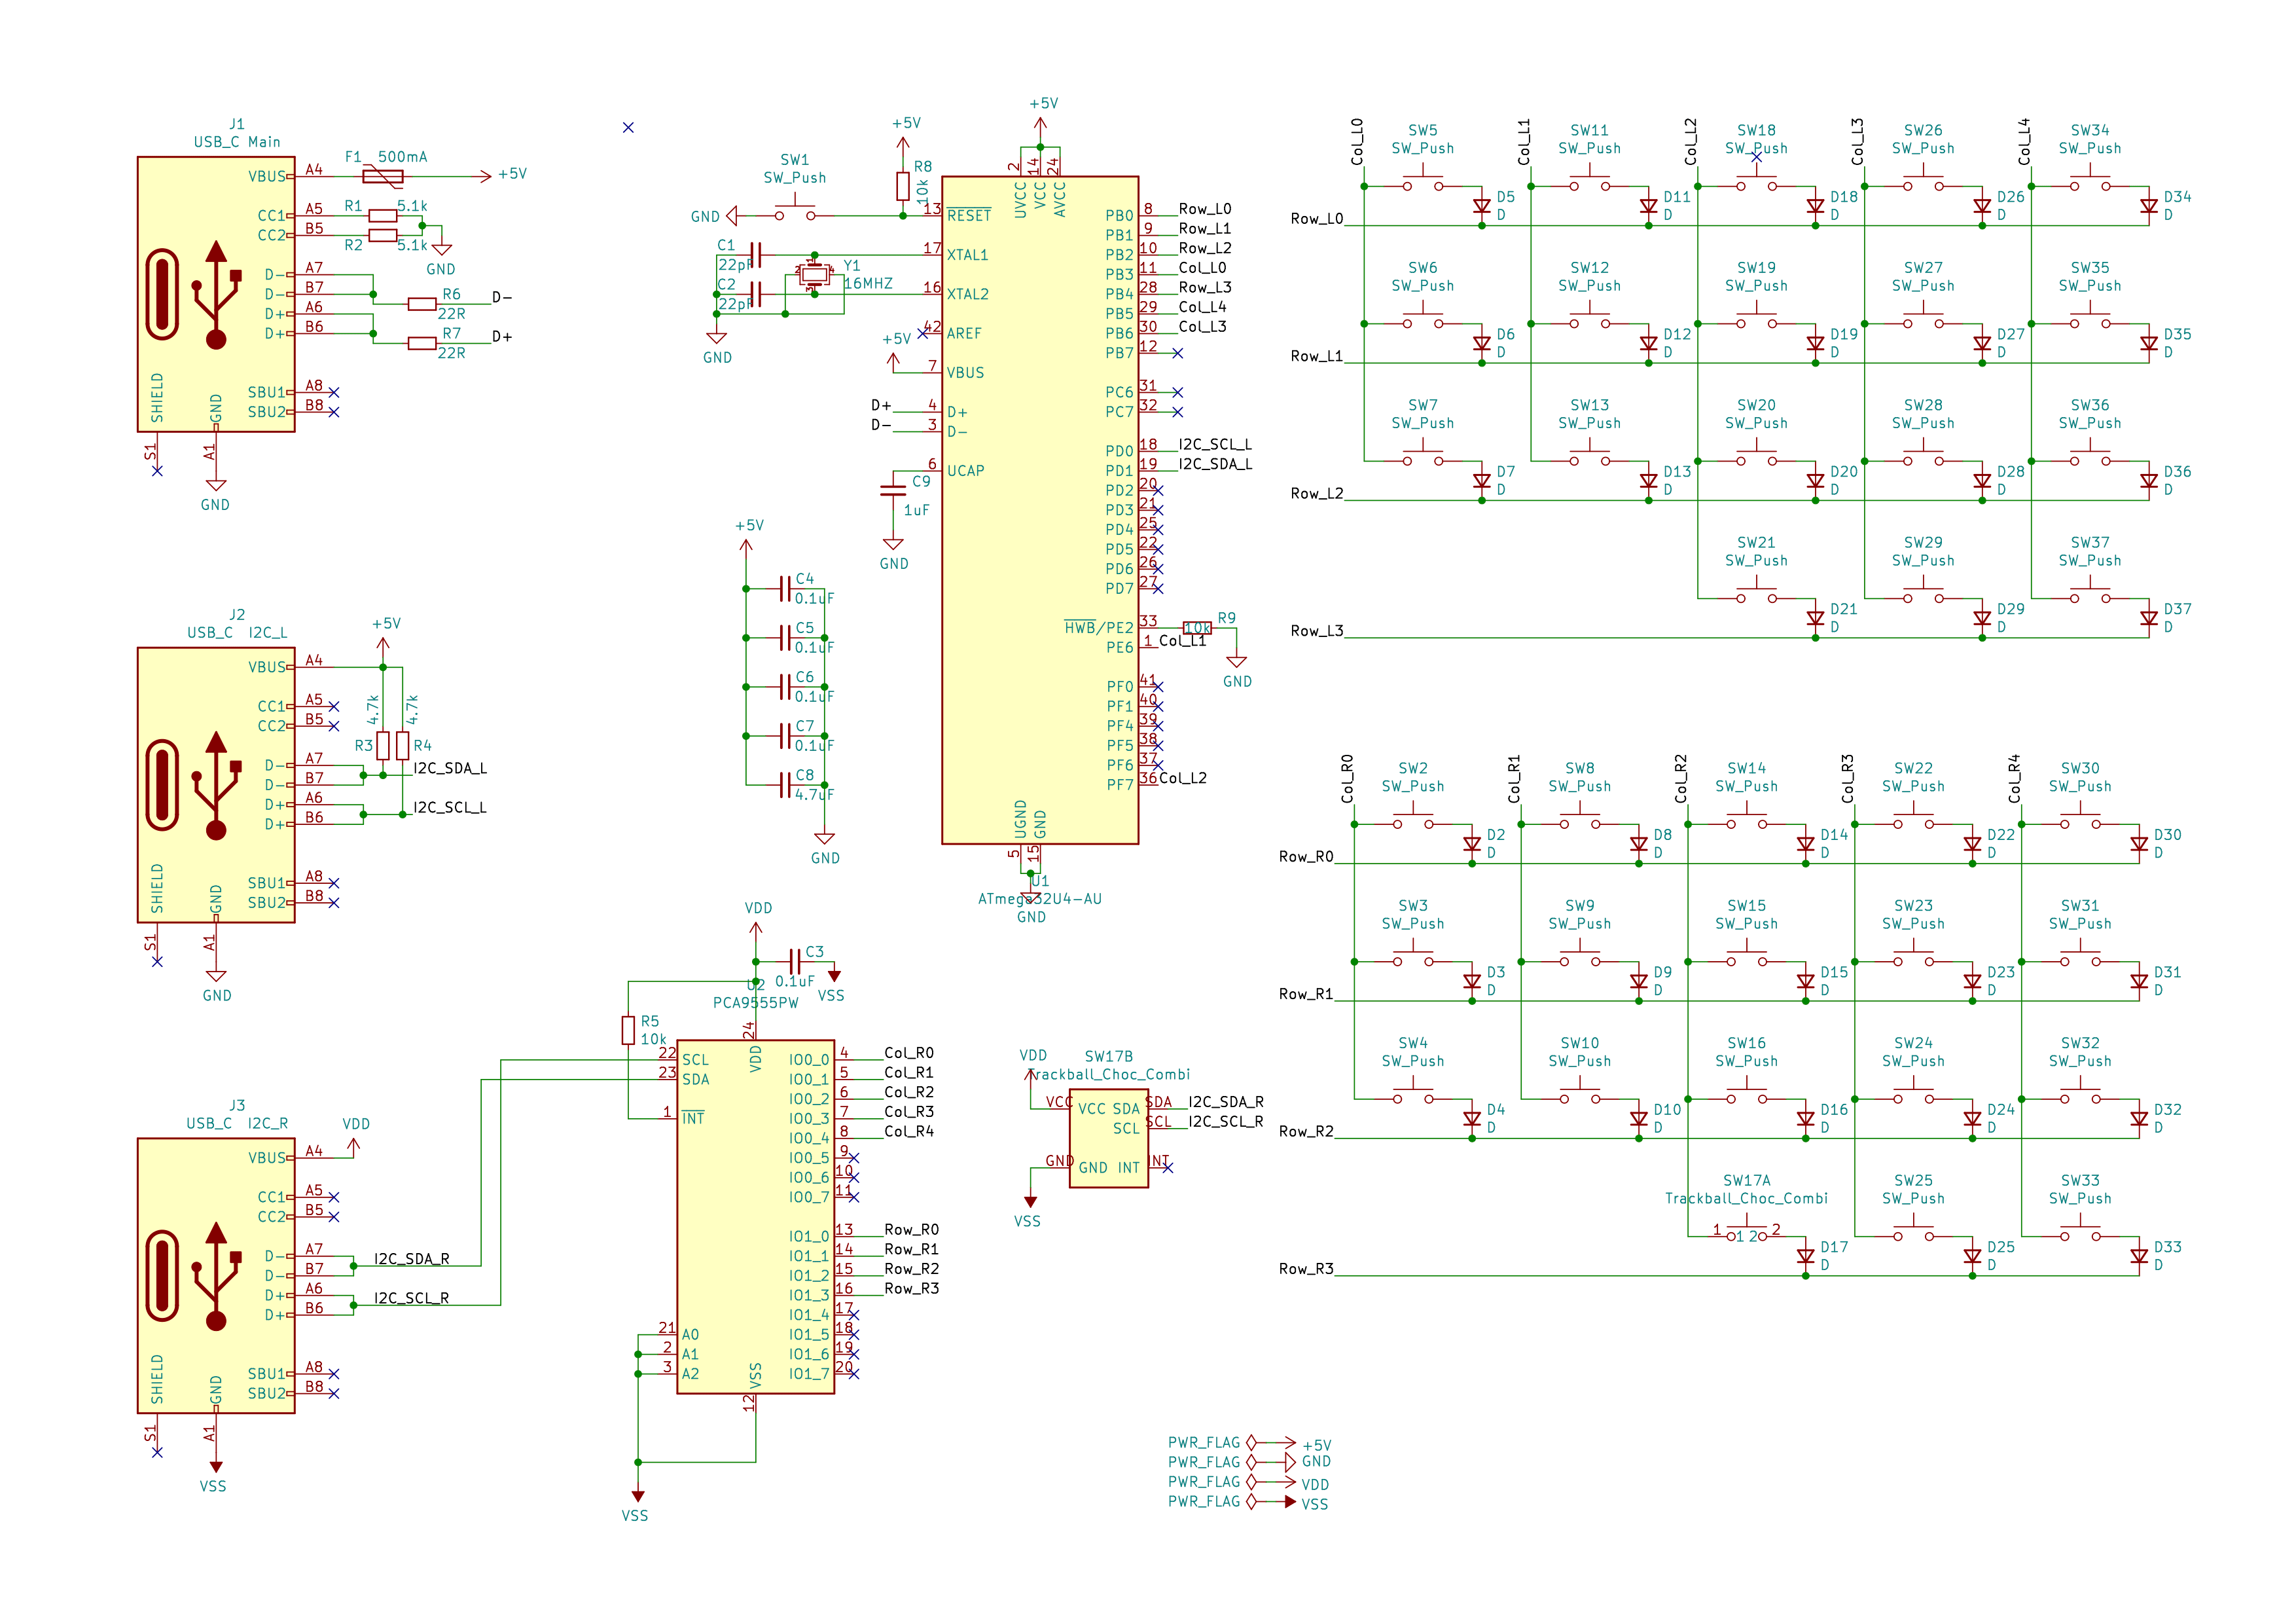 J1
USB_C Main
VBUS A4
F1 500mA
+5V
CC1 A5
R1 5.1k
CC2 B5
R2 5.1k
GND
D- A7
D- B7
R6
22R
D-
D+ A6
D+ B6
R7
22R
D+
SBU1 A8
SBU2 B8
SHIELD
GND
S1
A1
GND
J2
USB_C I2C_L
+5V
VBUS A4
CC1 A5
CC2 B5
4.7k
4.7k
R3
R4
D- A7
D- B7
I2C_SDA_L
D+ A6
D+ B6
I2C_SCL_L
SBU1 A8
SBU2 B8
SHIELD
GND
S1
A1
GND
J3
USB_C I2C_R
VDD
VBUS A4
CC1 A5
CC2 B5
D- A7
D- B7
I2C_SDA_R
D+ A6
D+ B6
I2C_SCL_R
SBU1 A8
SBU2 B8
SHIELD
GND
S1
A1
VSS
SW1
SW_Push
GND
+5V
R8
10k
C1
22pF
C2
22pF
GND
Y1
16MHZ
1
2
3
4
+5V
+5V
2
14
24
UVCC
VCC
AVCC
13 RESET
17 XTAL1
16 XTAL2
42 AREF
7 VBUS
D+ 4 D+
D- 3 D-
6 UCAP
C9
1uF
GND
PB0 8 Row_L0
PB1 9 Row_L1
PB2 10 Row_L2
PB3 11 Col_L0
PB4 28 Row_L3
PB5 29 Col_L4
PB6 30 Col_L3
PB7 12
PC6 31
PC7 32
PD0 18 I2C_SCL_L
PD1 19 I2C_SDA_L
PD2 20
PD3 21
PD4 25
PD5 22
PD6 26
PD7 27
HWB/PE2 33
10k
R9
GND
PE6 1 Col_L1
PF0 41
PF1 40
PF4 39
PF5 38
PF6 37
PF7 36 Col_L2
UGND
GND
5
15
U1
ATmega32U4-AU
GND
+5V
C4
0.1uF
C5
0.1uF
C6
0.1uF
C7
0.1uF
C8
4.7uF
GND
VDD
C3
0.1uF
VSS
U2
PCA9555PW
R5
10k
24
VDD
22 SCL
23 SDA
1 INT
21 A0
2 A1
3 A2
VSS
12
VSS
IO0_0 4 Col_R0
IO0_1 5 Col_R1
IO0_2 6 Col_R2
IO0_3 7 Col_R3
IO0_4 8 Col_R4
IO0_5 9
IO0_6 10
IO0_7 11
IO1_0 13 Row_R0
IO1_1 14 Row_R1
IO1_2 15 Row_R2
IO1_3 16 Row_R3
IO1_4 17
IO1_5 18
IO1_6 19
IO1_7 20
VDD
SW17B
Trackball_Choc_Combi
VCC VCC SDA SDA I2C_SDA_R
SCL SCL I2C_SCL_R
GND GND INT INT
VSS
PWR_FLAG +5V
PWR_FLAG GND
PWR_FLAG VDD
PWR_FLAG VSS
Col_L0 Col_L1 Col_L2 Col_L3 Col_L4
SW5 SW11 SW18 SW26 SW34
SW_Push SW_Push SW_Push SW_Push SW_Push
D5 D11 D18 D26 D34
D D D D D
Row_L0
SW6 SW12 SW19 SW27 SW35
SW_Push SW_Push SW_Push SW_Push SW_Push
D6 D12 D19 D27 D35
D D D D D
Row_L1
SW7 SW13 SW20 SW28 SW36
SW_Push SW_Push SW_Push SW_Push SW_Push
D7 D13 D20 D28 D36
D D D D D
Row_L2
SW21 SW29 SW37
SW_Push SW_Push SW_Push
D21 D29 D37
D D D
Row_L3
Col_R0 Col_R1 Col_R2 Col_R3 Col_R4
SW2 SW8 SW14 SW22 SW30
SW_Push SW_Push SW_Push SW_Push SW_Push
D2 D8 D14 D22 D30
D D D D D
Row_R0
SW3 SW9 SW15 SW23 SW31
SW_Push SW_Push SW_Push SW_Push SW_Push
D3 D9 D15 D23 D31
D D D D D
Row_R1
SW4 SW10 SW16 SW24 SW32
SW_Push SW_Push SW_Push SW_Push SW_Push
D4 D10 D16 D24 D32
D D D D D
Row_R2
SW17A SW25 SW33
Trackball_Choc_Combi SW_Push SW_Push
1 1 2 2
D17 D25 D33
D D D
Row_R3